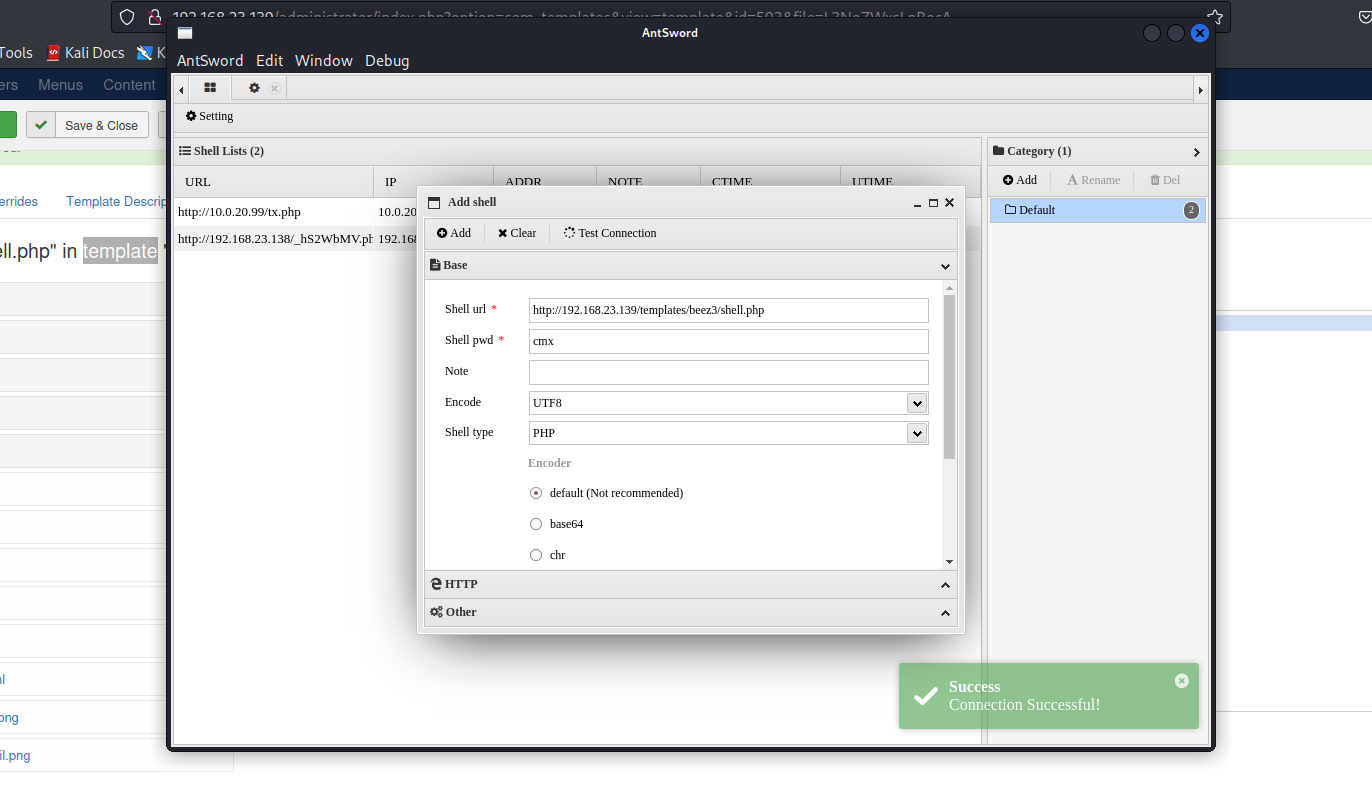 192.168.23.139/administrator/index.php?option=com_templates&view=template&id=503&file=
AntSword
Tools Kali Docs K
AntSword Edit Window Debug
ers Menus Content
Save & Close
Setting
Shell Lists (2)
Category (1)
URL IP ADDR NOTE CTIME UTIME
Add Rename Del
errides Template Descrip
http://10.0.20.99/tx.php 10.0.20
Default 2
http://192.168.23.138/_hS2WbMV.ph 192.168
ell.php" in template "
Add shell
Add Clear Test Connection
Base
Shell url * http://192.168.23.139/templates/beez3/shell.php
Shell pwd * cmx
Note
Encode UTF8
Shell type PHP
Encoder
default (Not recommended)
base64
chr
HTTP
Other
Success
Connection Successful!
ml
png
il.png